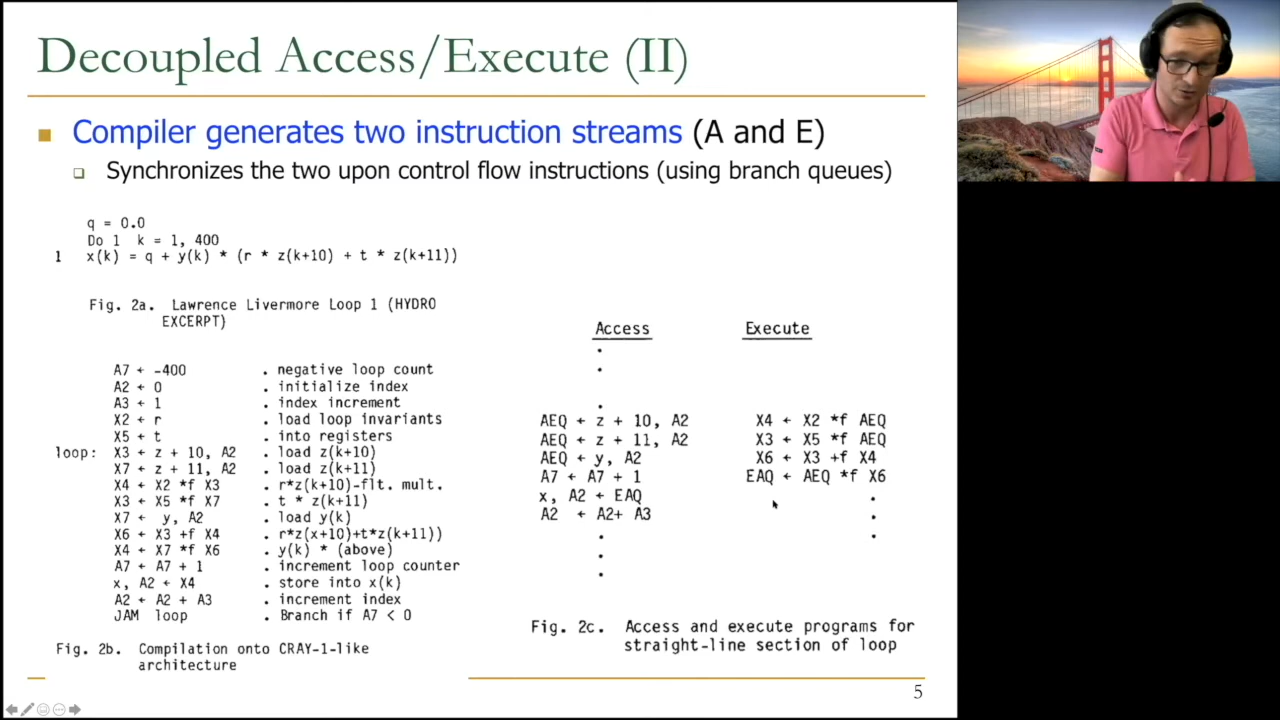 Decoupled Access/Execute (II)
Compiler generates two instruction streams (A and E)
Synchronizes the two upon control flow instructions (using branch queues)
q = 0.0
Do 1 k = 1, 400
1 x(k) = q + y(k) * (r * z(k+10) + t * z(k+11))
Fig. 2a. Lawrence Livermore Loop 1 (HYDRO
EXCERPT)
A7 ← -400 . negative loop count
A2 ← 0 . initialize index
A3 ← 1 . index increment
X2 ← r . load loop invariants
X5 ← t . into registers
loop: X3 ← z + 10, A2 . load z(k+10)
X7 ← z + 11, A2 . load z(k+11)
X4 ← X2 *f X3 . r*z(k+10)-flt. mult.
X3 ← X5 *f X7 . t * z(k+11)
X7 ← y, A2 . load y(k)
X6 ← X3 +f X4 . r*z(x+10)+t*z(k+11))
X4 ← X7 *f X6 . y(k) * (above)
A7 ← A7 + 1 . increment loop counter
x, A2 ← X4 . store into x(k)
A2 ← A2 + A3 . increment index
JAM loop . Branch if A7 < 0
Fig. 2b. Compilation onto CRAY-1-like
architecture
Access Execute
.
.
.
AEQ ← z + 10, A2 X4 ← X2 *f AEQ
AEQ ← z + 11, A2 X3 ← X5 *f AEQ
AEQ ← y, A2 X6 ← X3 +f X4
A7 ← A7 + 1 EAQ ← AEQ *f X6
x, A2 ← EAQ .
A2 ← A2+ A3 .
. .
.
.
Fig. 2c. Access and execute programs for
straight-line section of loop
5